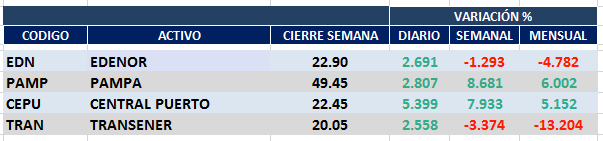 VARIACIÓN %
CODIGO ACTIVO CIERRE SEMANA DIARIO SEMANAL MENSUAL
EDN EDENOR 22.90 2.691 -1.293 -4.782
PAMP PAMPA 49.45 2.807 8.681 6.002
CEPU CENTRAL PUERTO 22.45 5.399 7.933 5.152
TRAN TRANSENER 20.05 2.558 -3.374 -13.204